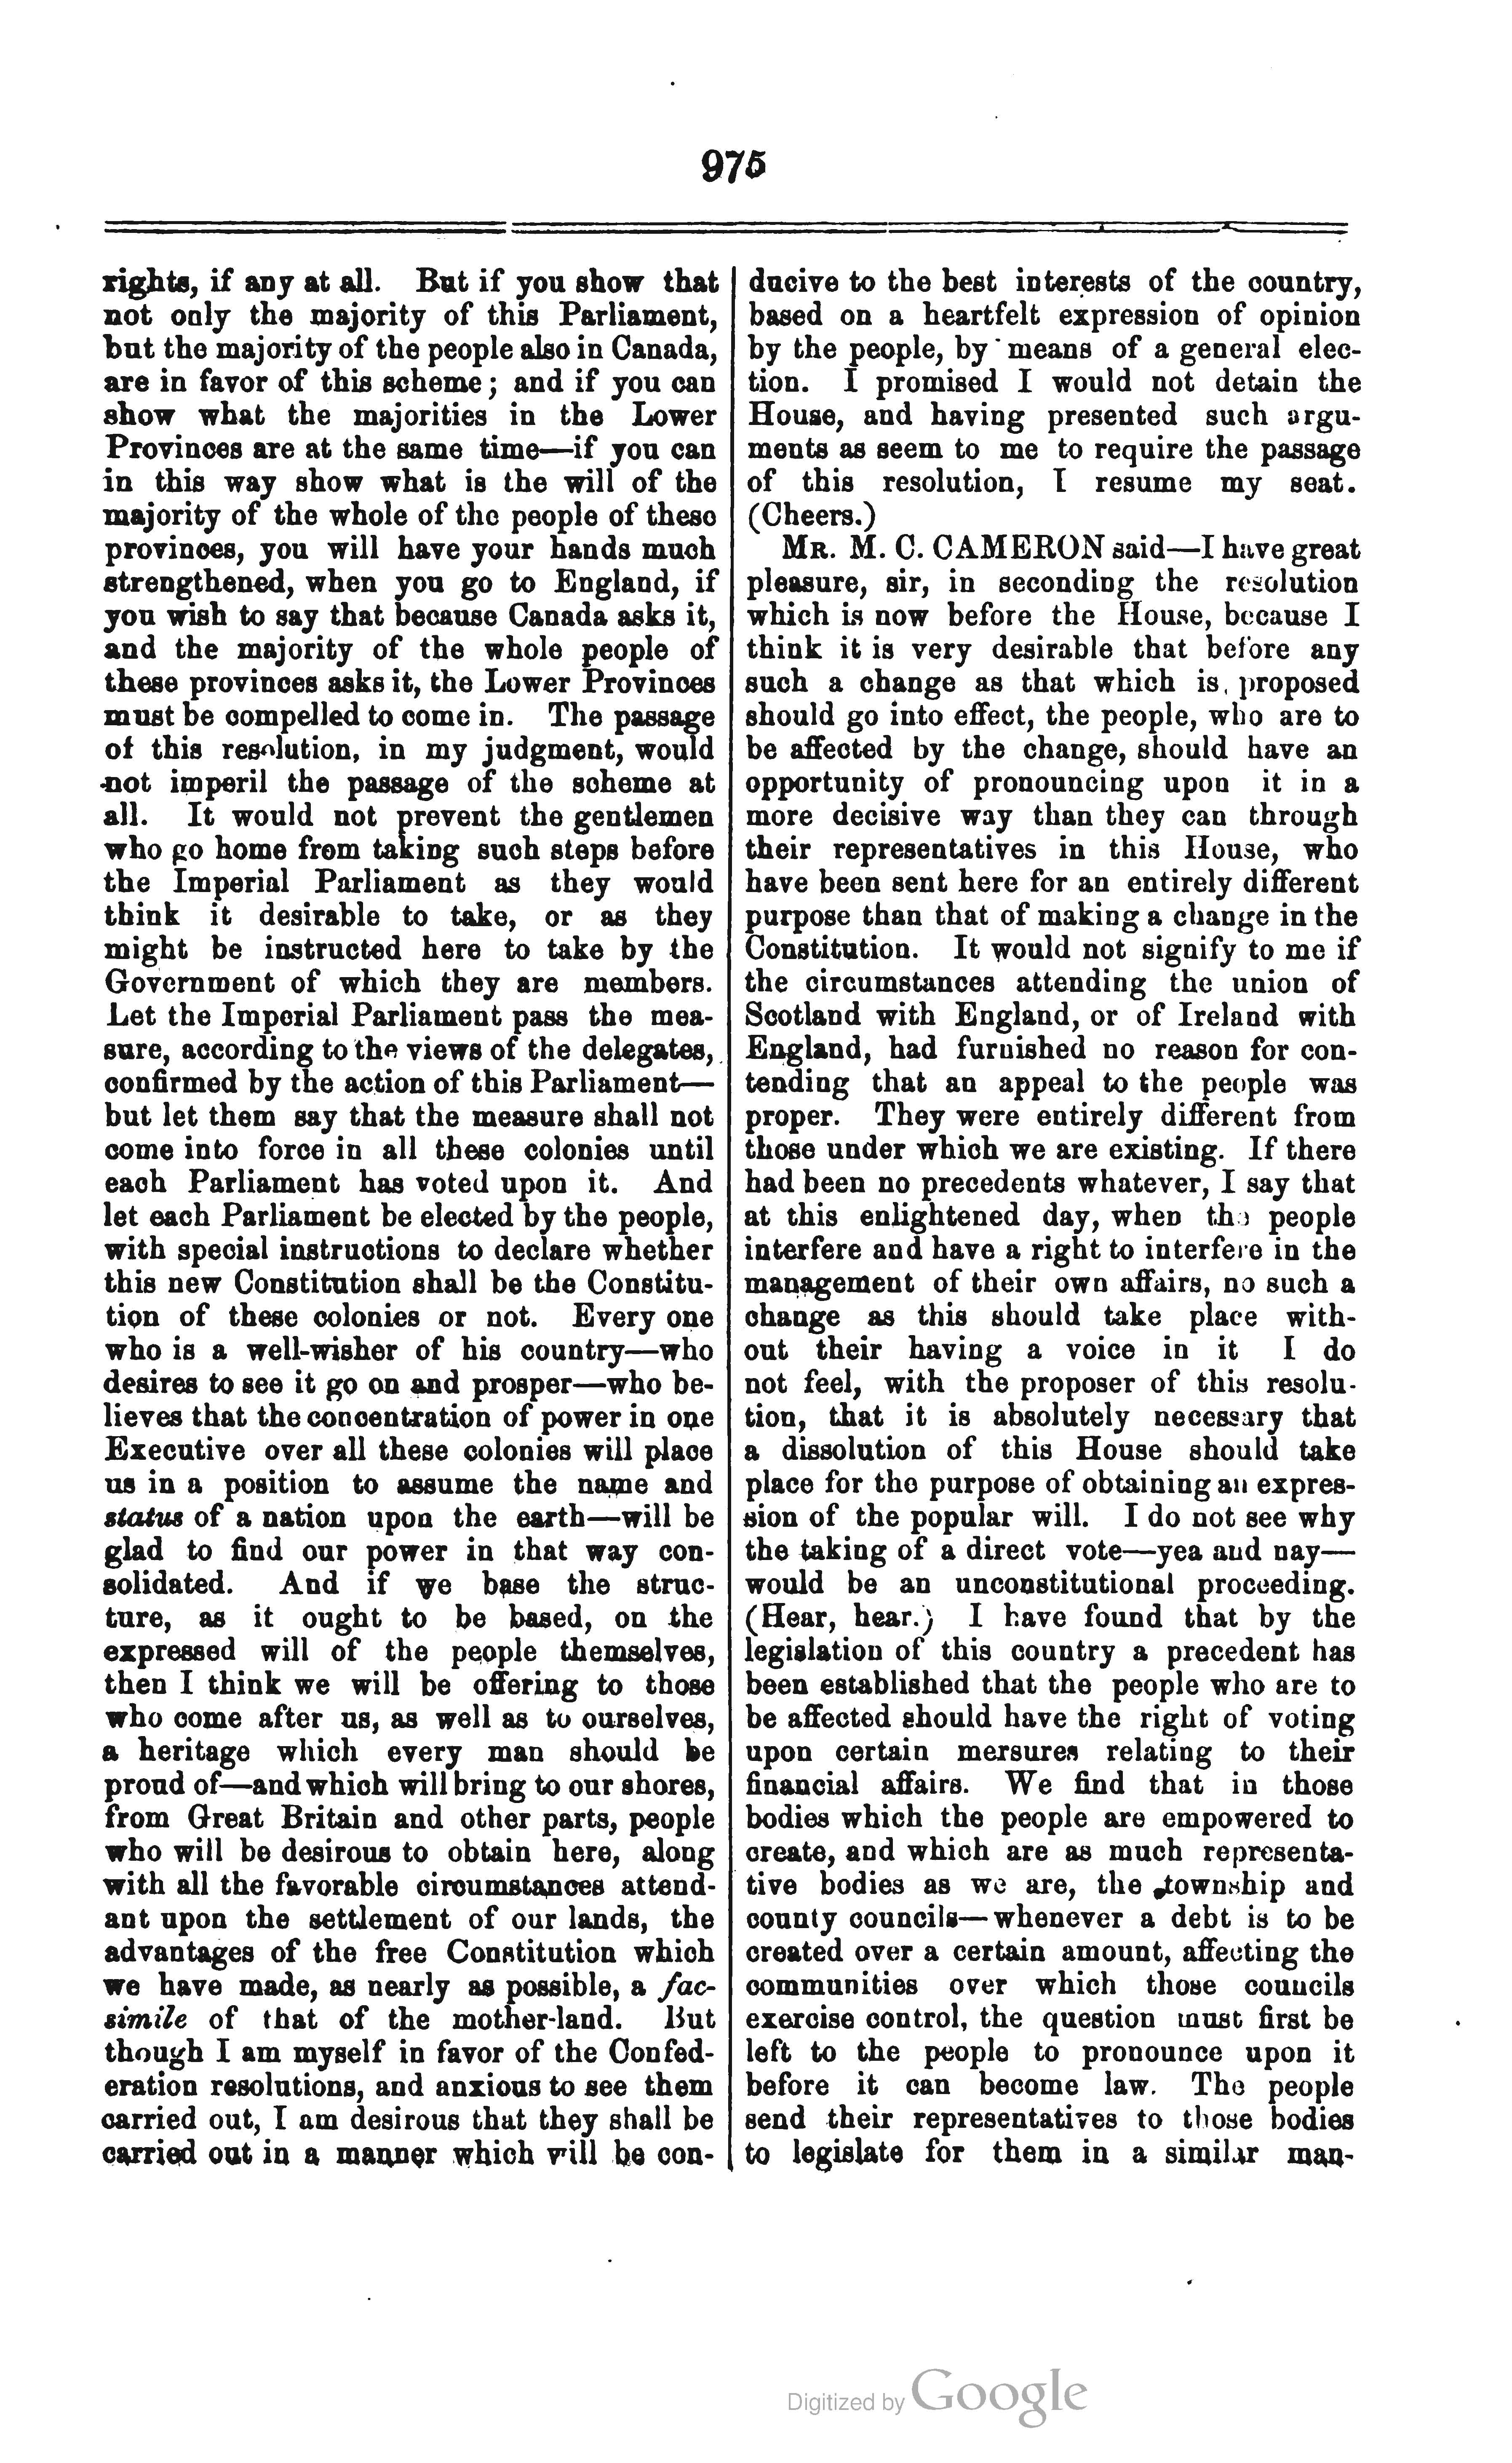 975
rights, if any at all. But if you show that
not only the majority of this Parliament,
but the majority of the people also in Canada,
are in favor of this scheme; and if you can
show what the majorities in the Lower
Provinces are at the same time—if you can
in this way show what is the will of the
majority of the whole of the people of these
provinces, you will have your hands much
strengthened, when you go to England, if
you wish to say that because Canada asks it,
and the majority of the whole people of
these provinces asks it, the Lower Provinces
must be compelled to come in. The passage
of this resolution, in my judgment, would
not imperil the passage of the scheme at
all. It would not prevent the gentlemen
who go home from taking such steps before
the Imperial Parliament as they would
think it desirable to take, or as they
might be instructed here to take by the
Government of which they are members.
Let the Imperial Parliament pass the mea-
sure, according to the views of the delegates,
confirmed by the action of this Parliament—
but let them say that the measure shall not
come into force in all these colonies until
each Parliament has voted upon it. And
let each Parliament be elected by the people,
with special instructions to declare whether
this new Constitution shall be the Constitu-
tion of these colonies or not. Every one
who is a well-wisher of his country—who
desires to see it go on and prosper—who be-
lieves that the concentration of power in one
Executive over all these colonies will place
us in a position to assume the name and
status of a nation upon the earth—will be
glad to find our power in that way con-
solidated. And if we base the struc-
ture, as it ought to be based, on the
expressed will of the people themselves,
then I think we will be offering to those
who come after us, as well as to ourselves,
a heritage which every man should be
proud of—and which will bring to our shores,
from Great Britain and other parts, people
who will be desirous to obtain here, along
with all the favorable circumstances attend-
ant upon the settlement of our lands, the
advantages of the free Constitution which
we have made, as nearly as possible, a fac-
simile of that of the mother-land. But
though I am myself in favor of the Confed-
eration resolutions, and anxious to see them
carried out, I am desirous that they shall be
carried out in a manner which will be con-
ducive to the best interests of the country,
based on a heartfelt expression of opinion
by the people, by means of a general elec-
tion. I promised I would not detain the
House, and having presented such argu-
ments as seem to me to require the passage
of this resolution, I resume my seat.
(Cheers.)
MR. M. C. CAMERON said—I have great
pleasure, sir, in seconding the resolution
which is now before the House, because I
think it is very desirable that before any
such a change as that which is proposed
should go into effect, the people, who are to
be affected by the change, should have an
opportunity of pronouncing upon it in a
more decisive way than they can through
their representatives in this House, who
have been sent here for an entirely different
purpose than that of making a change in the
Constitution. It would not signify to me if
the circumstances attending the union of
Scotland with England, or of Ireland with
England, had furnished no reason for con-
tending that an appeal to the people was
proper. They were entirely different from
those under which we are existing. If there
had been no precedents whatever, I say that
at this enlightened day, when the people
interfere and have a right to interfere in the
management of their own affairs, no such a
change as this should take place with-
out their having a voice in it I do
not feel, with the proposer of this resolu-
tion, that it is absolutely necessary that
a dissolution of this House should take
place for the purpose of obtaining an expres-
sion of the popular will. I do not see why
the taking of a direct vote—yea and nay—
would be an unconstitutional proceeding.
(Hear, hear.) I have found that by the
legislation of this country a precedent has
been established that the people who are to
be affected should have the right of voting
upon certain mersures relating to their
financial affairs. We find that in those
bodies which the people are empowered to
create, and which are as much representa-
tive bodies as we are, the township and
county councils—whenever a debt is to be
created over a certain amount, affecting the
communities over which those councils
exercise control, the question must first be
left to the people to pronounce upon it
before it can become law. The people
send their representatives to those bodies
to legislate for them in a similar man-
Digitized by Google